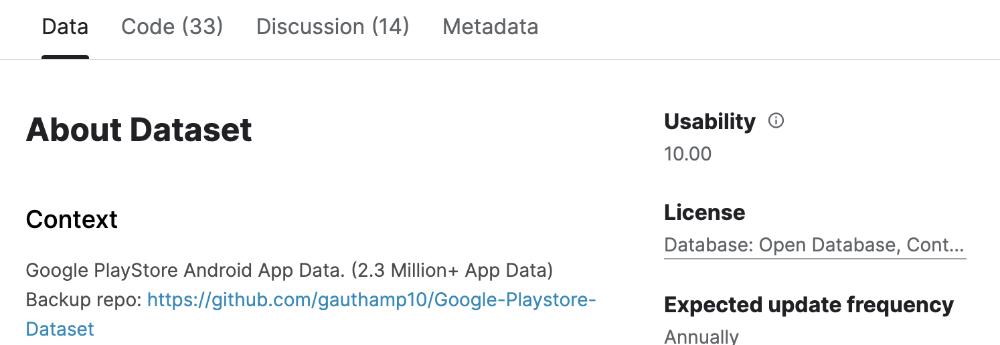 Data Code (33) Discussion (14) Metadata
About Dataset
Context
Google PlayStore Android App Data. (2.3 Million+ App Data)
Backup repo: https://github.com/gauthamp10/Google-Playstore-
Dataset
Usability
10.00
License
Database: Open Database, Cont...
Expected update frequency
Annually